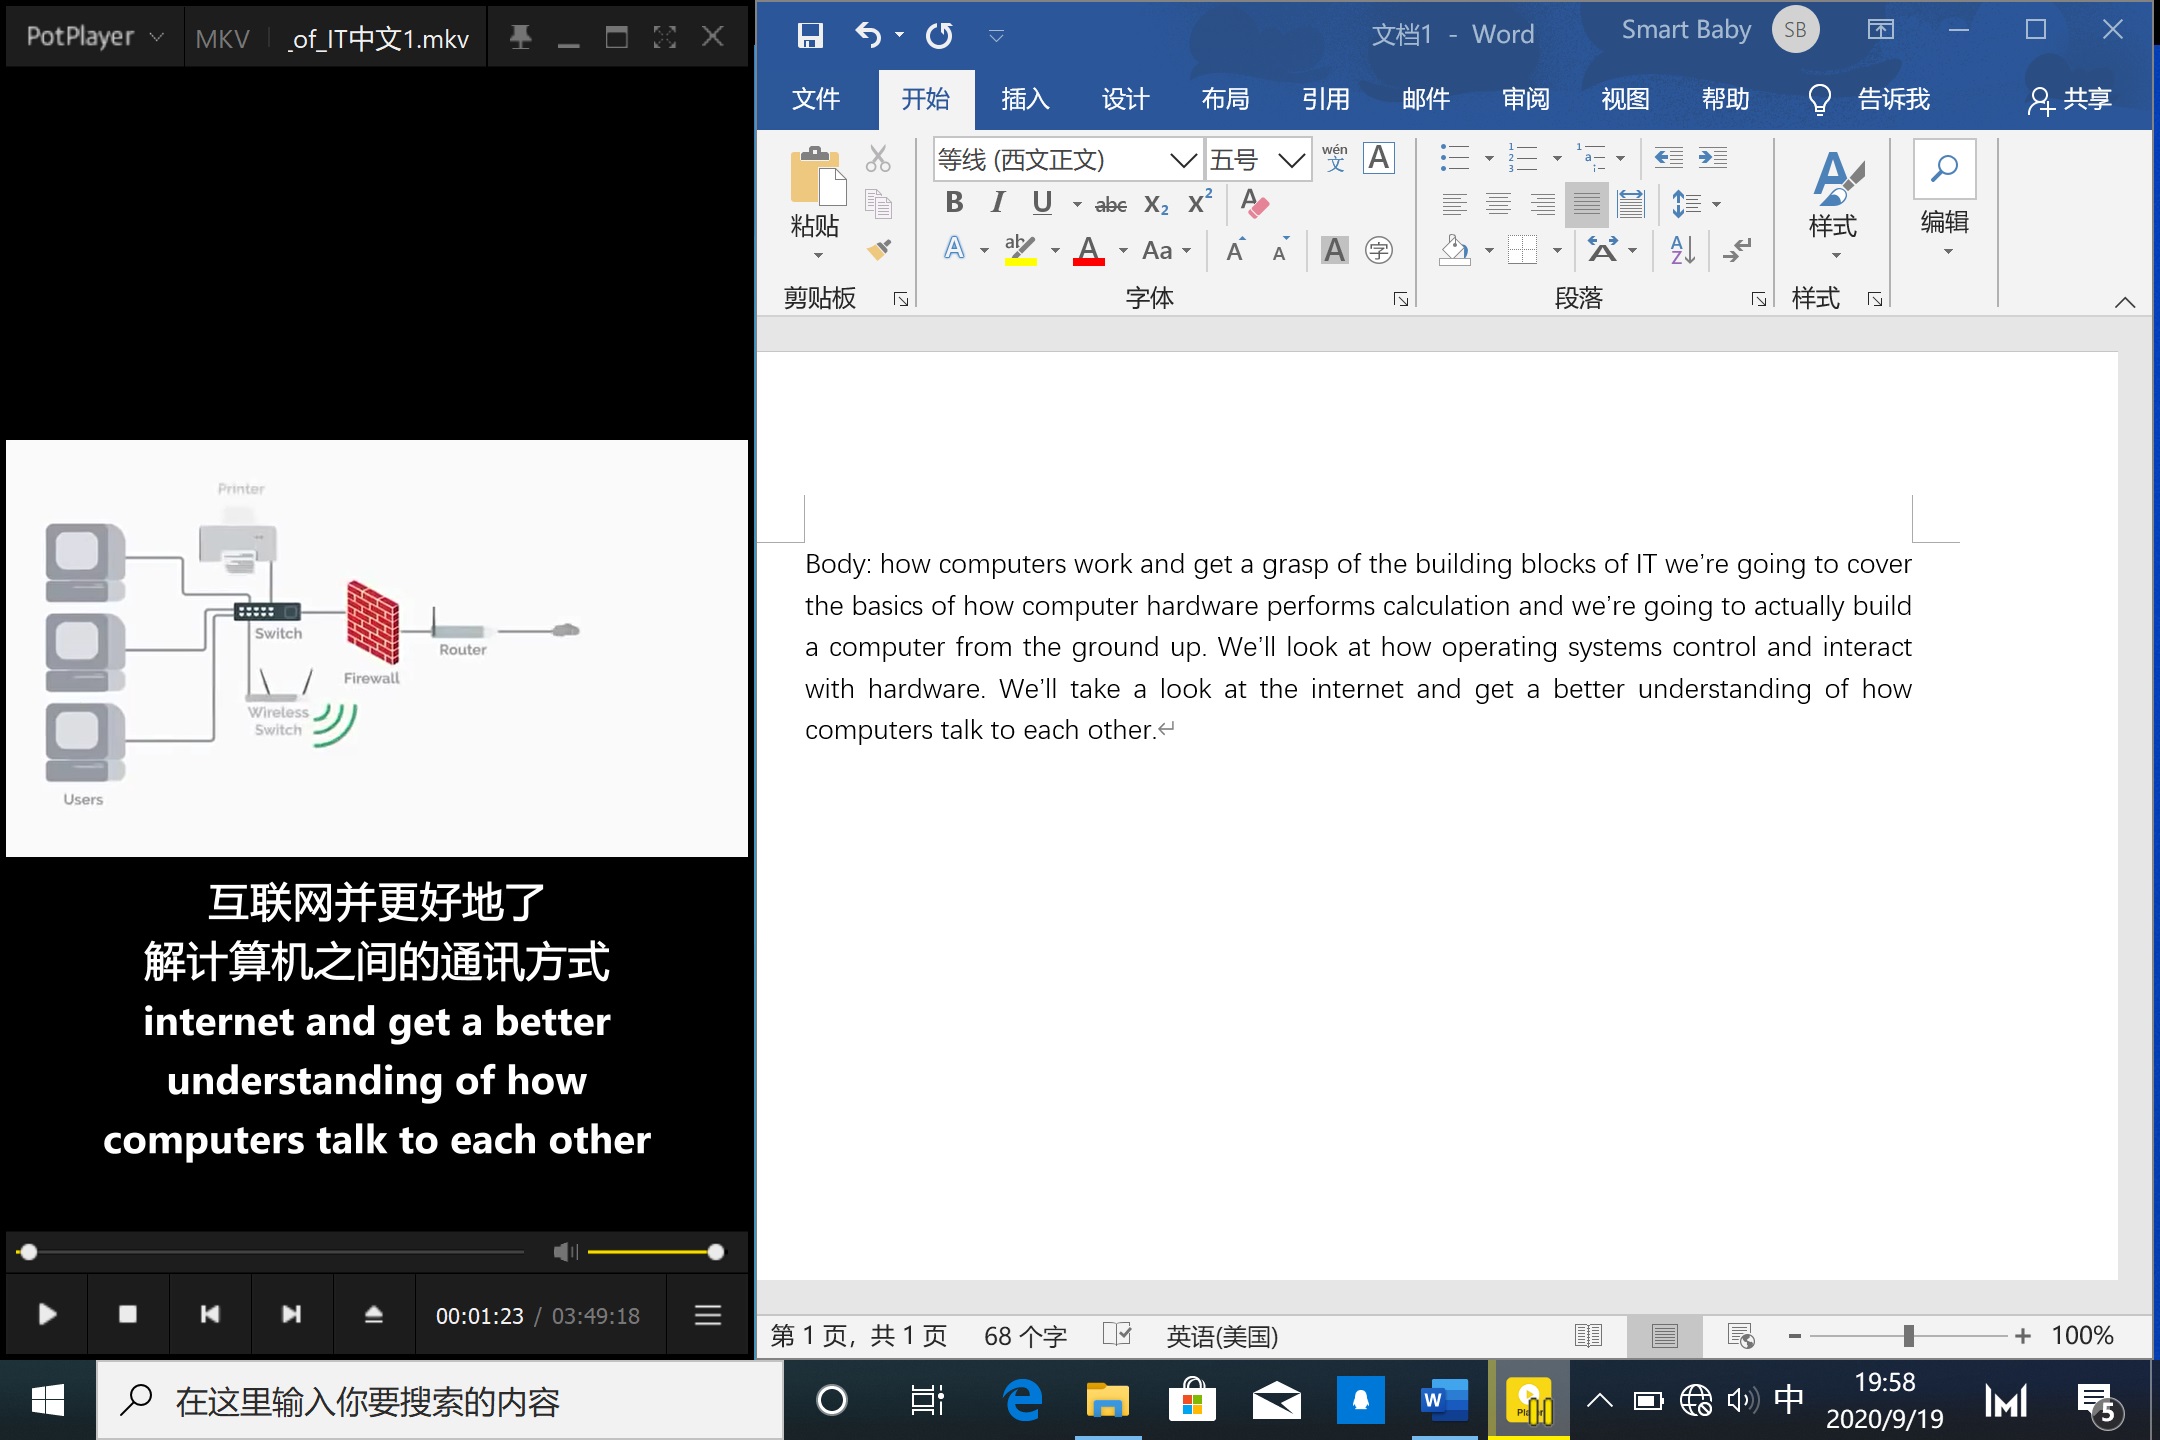 PotPlayer
MKV
_of_IT中文1.mkv
Printer
Switch
Firewall
Router
Wireless
Switch
Users
互联网并更好地了
解计算机之间的通讯方式
internet and get a better
understanding of how
computers talk to each other
00:01:23 / 03:49:18
文档1 - Word
Smart Baby
SB
文件 开始 插入 设计 布局 引用 邮件 审阅 视图 帮助 告诉我 共享
粘贴
剪贴板
等线 (西文正文) 五号 wén 文 A
B I U abc X₂ X²
A ab A Aa A A A 字
字体
段落
样式
样式
编辑
Body: how computers work and get a grasp of the building blocks of IT we’re going to cover
the basics of how computer hardware performs calculation and we’re going to actually build
a computer from the ground up. We’ll look at how operating systems control and interact
with hardware. We’ll take a look at the internet and get a better understanding of how
computers talk to each other.
第 1 页，共 1 页 68 个字 英语(美国) 100%
在这里输入你要搜索的内容
中
19:58
2020/9/19
5